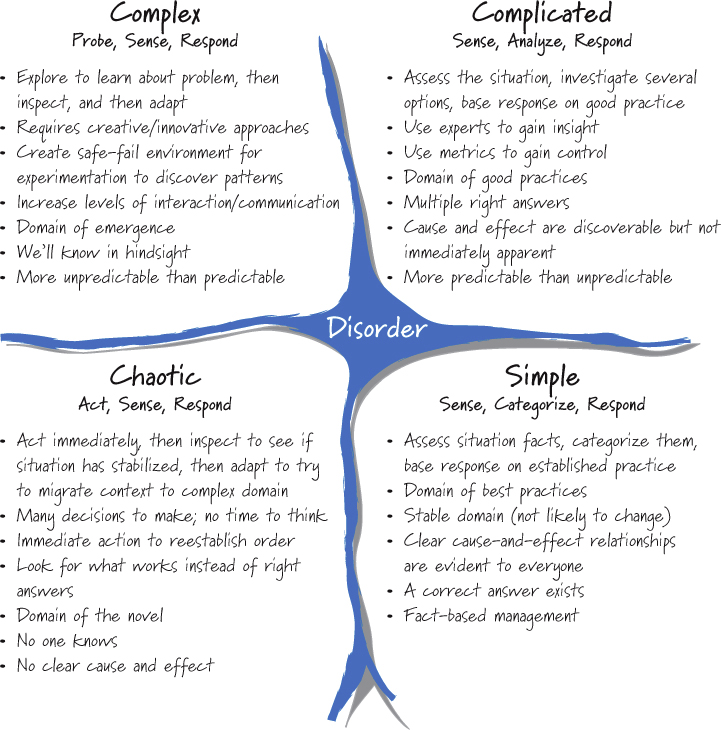 Complex
Probe, Sense, Respond
• Explore to learn about problem, then
inspect, and then adapt
• Requires creative/innovative approaches
• Create safe-fail environment for
experimentation to discover patterns
• Increase levels of interaction/communication
• Domain of emergence
• We'll know in hindsight
• More unpredictable than predictable
Complicated
Sense, Analyze, Respond
• Assess the situation, investigate several
options, base response on good practice
• Use experts to gain insight
• Use metrics to gain control
• Domain of good practices
• Multiple right answers
• Cause and effect are discoverable but not
immediately apparent
• More predictable than unpredictable
Disorder
Chaotic
Act, Sense, Respond
• Act immediately, then inspect to see if
situation has stabilized, then adapt to try
to migrate context to complex domain
• Many decisions to make; no time to think
• Immediate action to reestablish order
• Look for what works instead of right
answers
• Domain of the novel
• No one knows
• No clear cause and effect
Simple
Sense, Categorize, Respond
• Assess situation facts, categorize them,
base response on established practice
• Domain of best practices
• Stable domain (not likely to change)
• Clear cause-and-effect relationships
are evident to everyone
• A correct answer exists
• Fact-based management